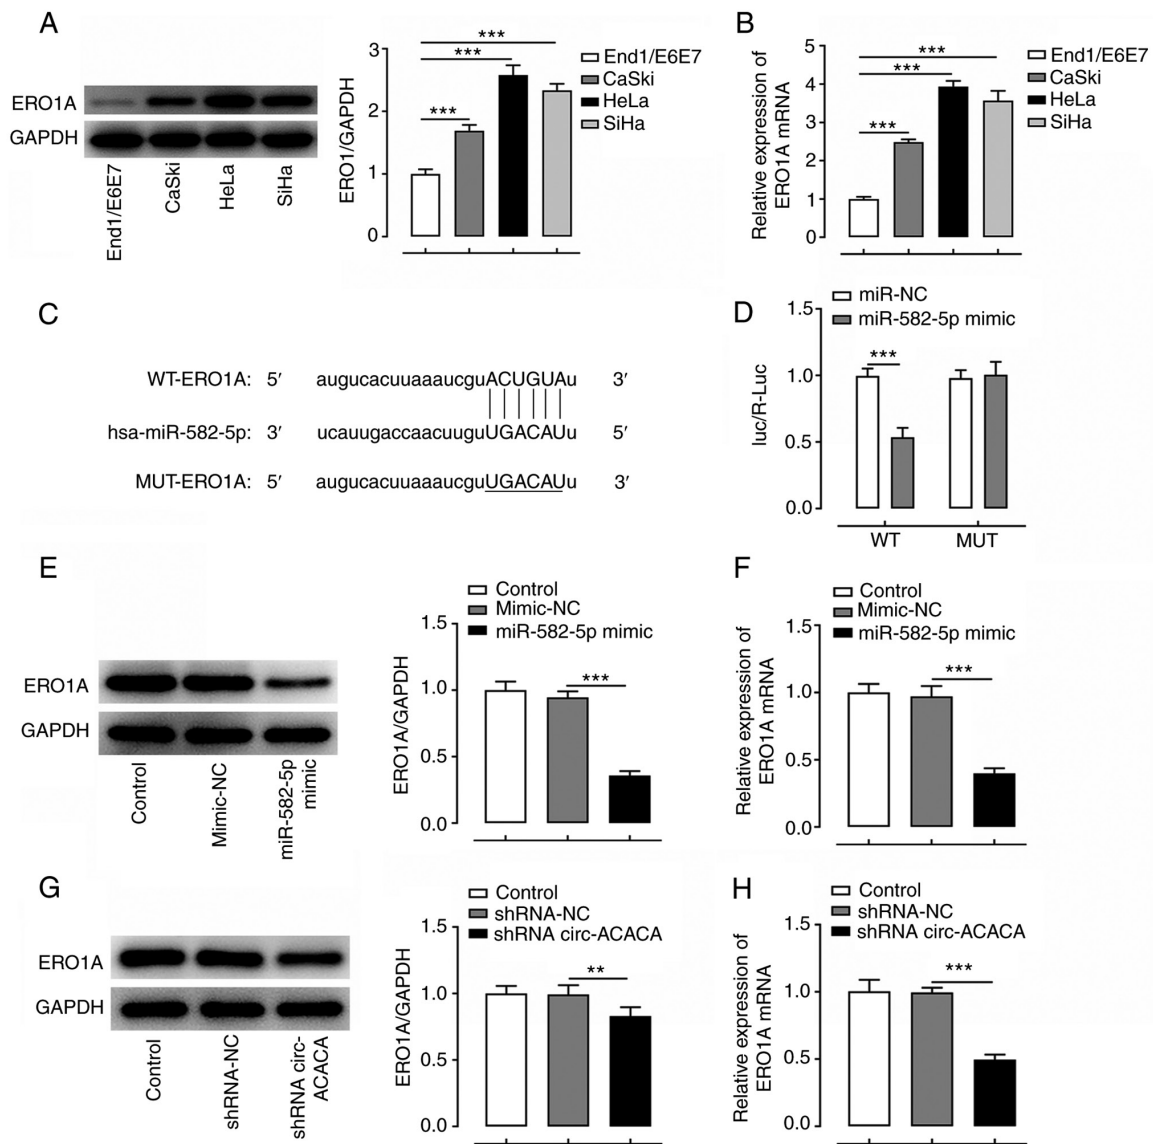 A
ERO1A
GAPDH
End1/E6E7
CaSki
HeLa
SiHa
ERO1/GAPDH
3
2
1
0
***
***
***
End1/E6E7
CaSki
HeLa
SiHa
B
Relative expression of
ERO1A mRNA
5
4
3
2
1
0
***
***
***
End1/E6E7
CaSki
HeLa
SiHa
C
WT-ERO1A: 5′ augucacuuaaaucguACUGUAu 3′
hsa-miR-582-5p: 3′ ucauugaccaacuuguUGACAUu 5′
MUT-ERO1A: 5′ augucacuuaaaucguUGACAUu 3′
D
miR-NC
miR-582-5p mimic
luc/R-Luc
1.5
1.0
0.5
0.0
***
WT
MUT
E
ERO1A
GAPDH
Control
Mimic-NC
miR-582-5p
mimic
Control
Mimic-NC
miR-582-5p mimic
ERO1A/GAPDH
1.5
1.0
0.5
0.0
***
F
Control
Mimic-NC
miR-582-5p mimic
Relative expression of
ERO1A mRNA
1.5
1.0
0.5
0.0
***
G
ERO1A
GAPDH
Control
shRNA-NC
shRNA circ-
ACACA
Control
shRNA-NC
shRNA circ-ACACA
ERO1A/GAPDH
1.5
1.0
0.5
0.0
**
H
Control
shRNA-NC
shRNA circ-ACACA
Relative expression of
ERO1A mRNA
1.5
1.0
0.5
0.0
***